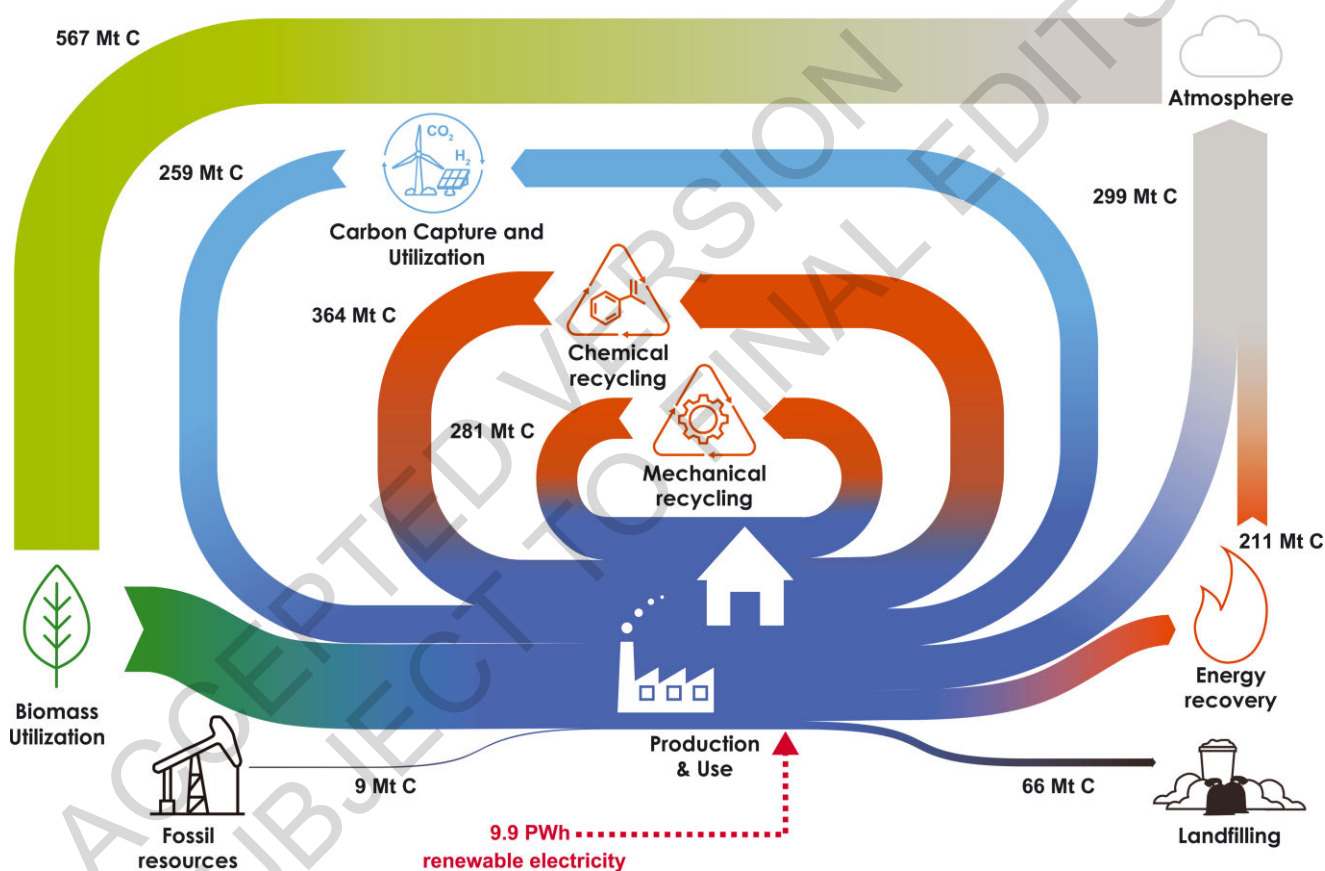 567 Mt C
Atmosphere
CO2
H2
259 Mt C
299 Mt C
Carbon Capture and
Utilization
364 Mt C
Chemical
recycling
281 Mt C
Mechanical
recycling
211 Mt C
Biomass
Utilization
Energy
recovery
Production
& Use
9 Mt C
66 Mt C
Fossil
resources
Landfilling
9.9 PWh
renewable electricity
ACCEPTED VERSION
SUBJECT TO FINAL EDITS